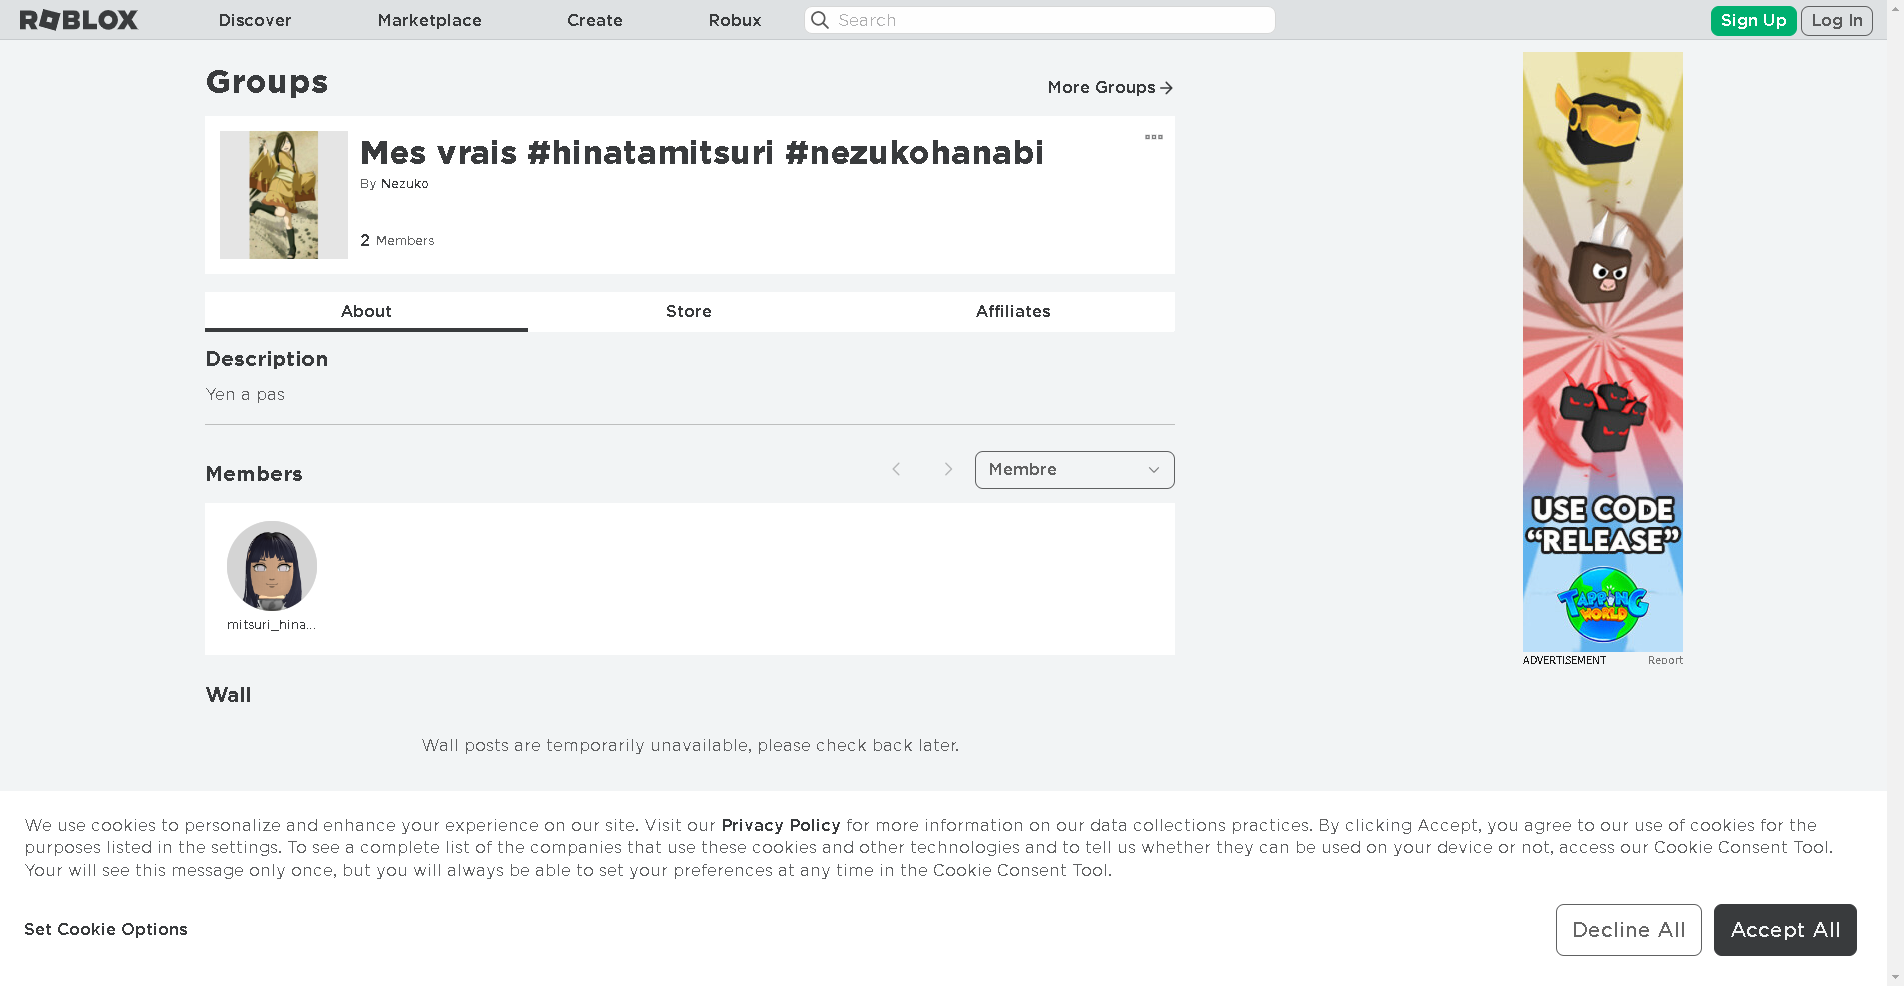 ROBLOX Discover Marketplace Create Robux Search Sign Up Log In
Groups
More Groups
Mes vrais #hinatamitsuri #nezukohanabi
By Nezuko
2 Members
About Store Affiliates
Description
Yen a pas
Members
Membre
mitsuri_hina...
Wall
Wall posts are temporarily unavailable, please check back later.
USE CODE
“RELEASE”
TAPPING
WORLD
ADVERTISEMENT Report
We use cookies to personalize and enhance your experience on our site. Visit our Privacy Policy for more information on our data collections practices. By clicking Accept, you agree to our use of cookies for the
purposes listed in the settings. To see a complete list of the companies that use these cookies and other technologies and to tell us whether they can be used on your device or not, access our Cookie Consent Tool.
Your will see this message only once, but you will always be able to set your preferences at any time in the Cookie Consent Tool.
Set Cookie Options
Decline All
Accept All